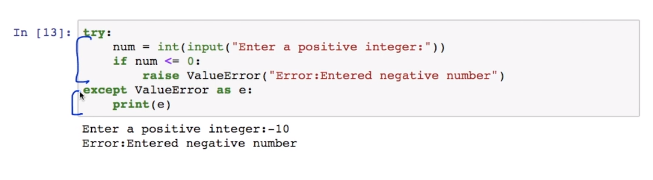 In [13]: try:
num = int(input("Enter a positive integer:"))
if num <= 0:
raise ValueError("Error:Entered negative number")
except ValueError as e:
print(e)
Enter a positive integer:-10
Error:Entered negative number